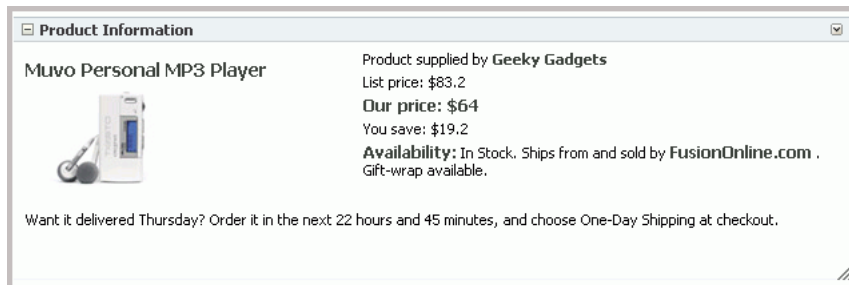 Product Information
Muvo Personal MP3 Player
Product supplied by Geeky Gadgets
List price: $83.2
Our price: $64
You save: $19.2
Availability: In Stock. Ships from and sold by FusionOnline.com .
Gift-wrap available.
Want it delivered Thursday? Order it in the next 22 hours and 45 minutes, and choose One-Day Shipping at checkout.